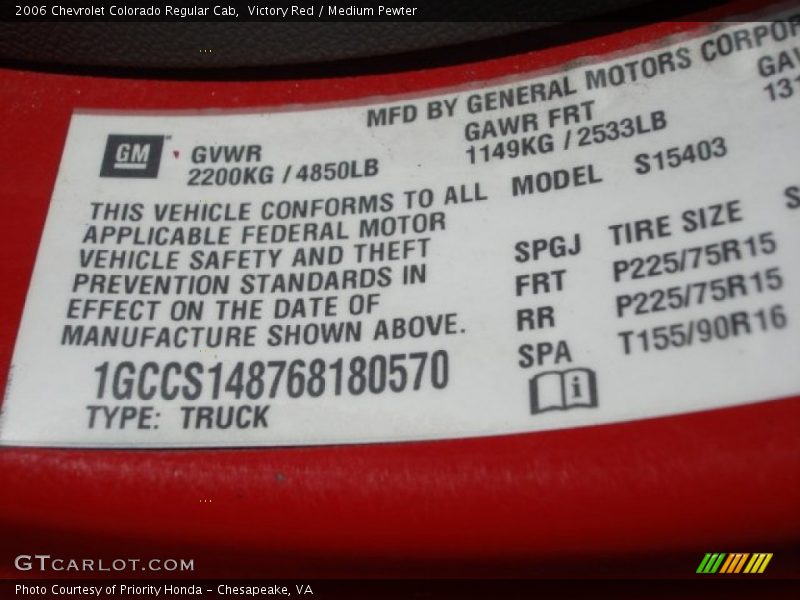 2006 Chevrolet Colorado Regular Cab, Victory Red / Medium Pewter
MFD BY GENERAL MOTORS
GM GVWR
2200KG / 4850LB
GAWR FRT
1149KG / 2533LB
THIS VEHICLE CONFORMS TO ALL
APPLICABLE FEDERAL MOTOR
VEHICLE SAFETY AND THEFT
PREVENTION STANDARDS IN
EFFECT ON THE DATE OF
MANUFACTURE SHOWN ABOVE.
MODEL S15403
SPGJ TIRE SIZE
FRT P225/75R15
RR P225/75R15
SPA T155/90R16
1GCCS148768180570
TYPE: TRUCK
GTCARLOT.COM
Photo Courtesy of Priority Honda - Chesapeake, VA